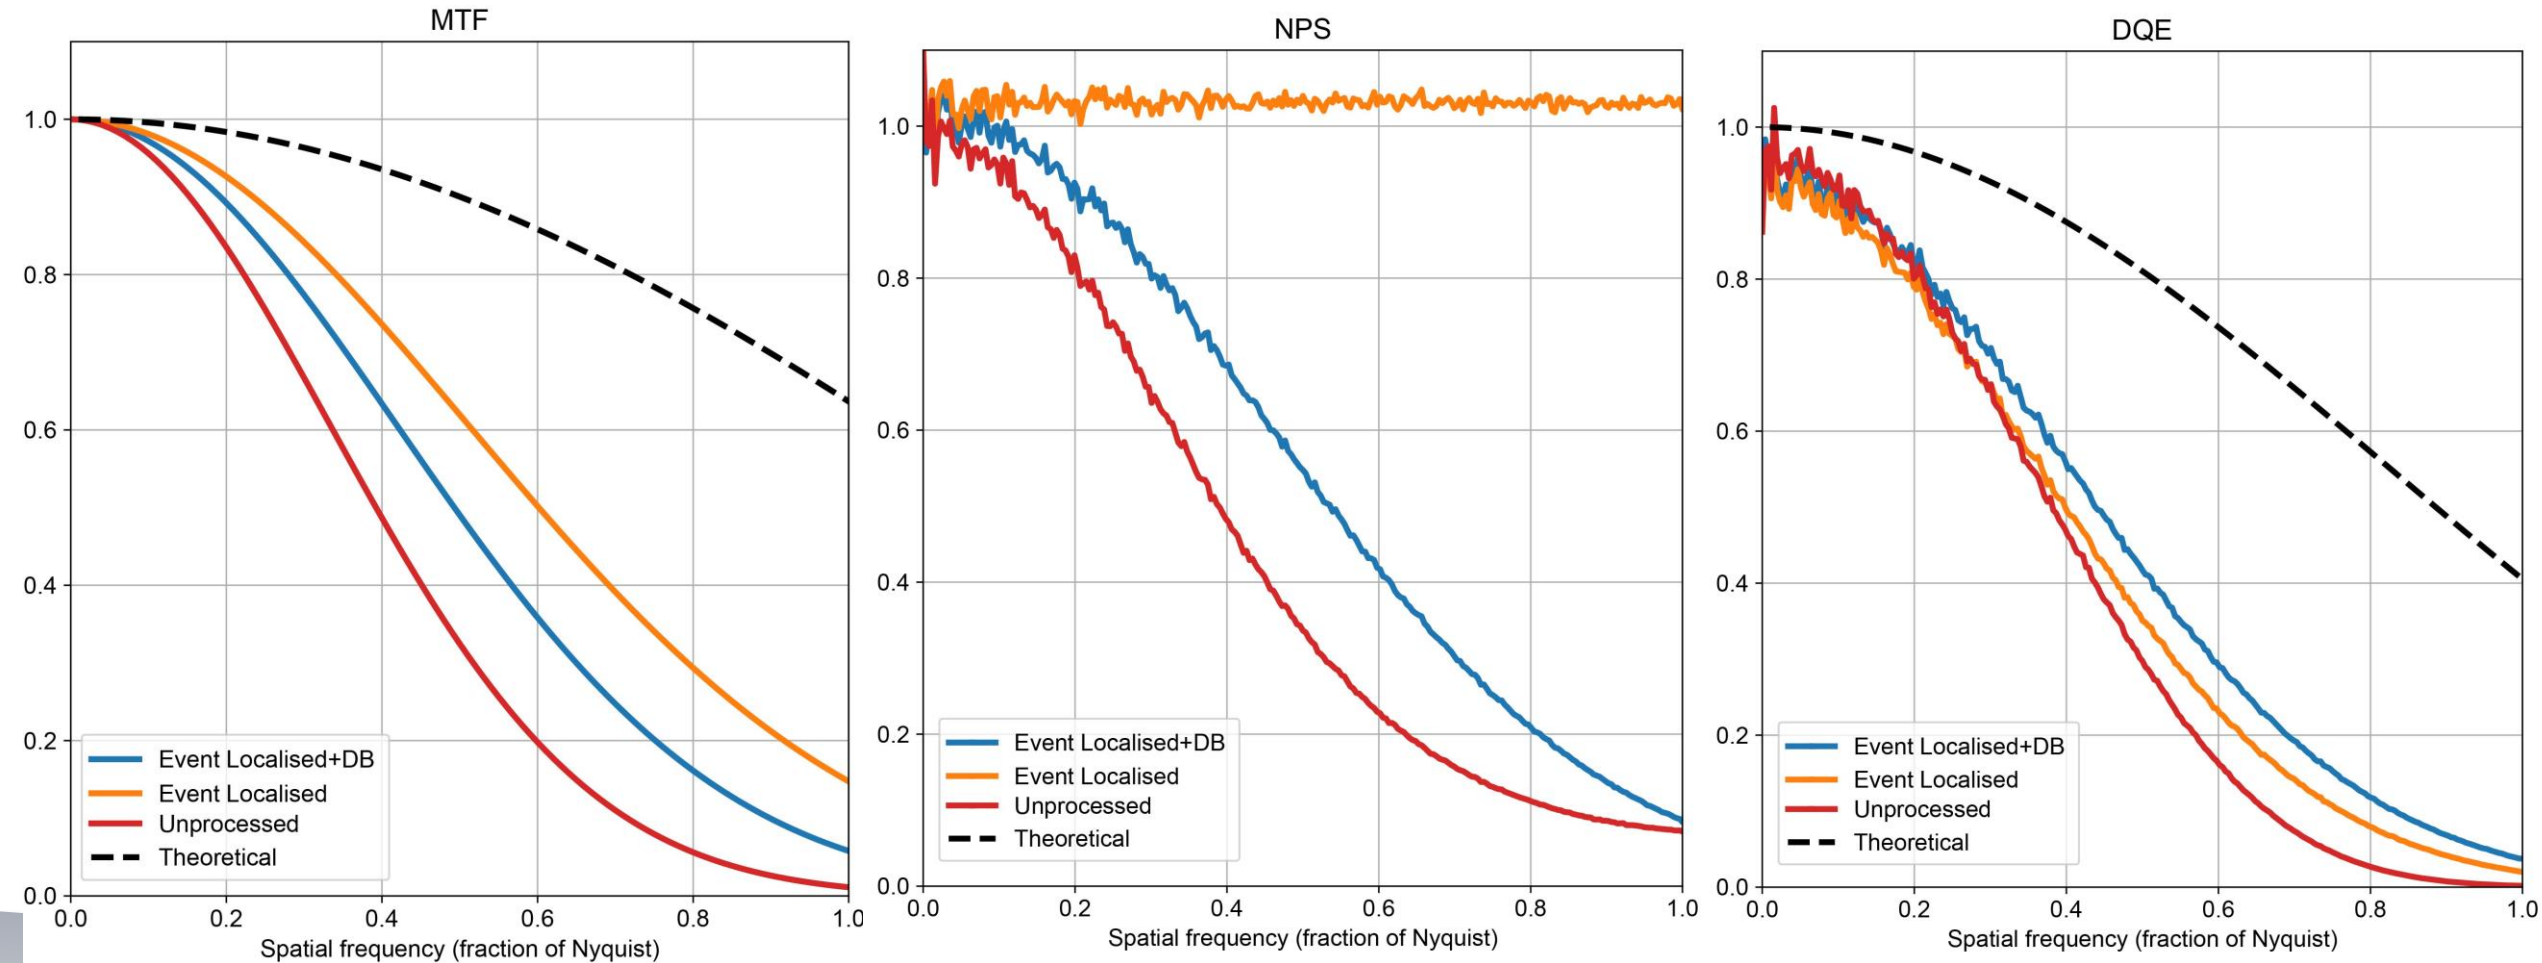 MTF
1.0
0.8
0.6
0.4
0.2
0.0
0.0 0.2 0.4 0.6 0.8 1.0
Spatial frequency (fraction of Nyquist)
Event Localised+DB
Event Localised
Unprocessed
Theoretical
NPS
1.0
0.8
0.6
0.4
0.2
0.0
0.0 0.2 0.4 0.6 0.8 1.0
Spatial frequency (fraction of Nyquist)
Event Localised+DB
Event Localised
Unprocessed
Theoretical
DQE
1.0
0.8
0.6
0.4
0.2
0.0
0.0 0.2 0.4 0.6 0.8 1.0
Spatial frequency (fraction of Nyquist)
Event Localised+DB
Event Localised
Unprocessed
Theoretical